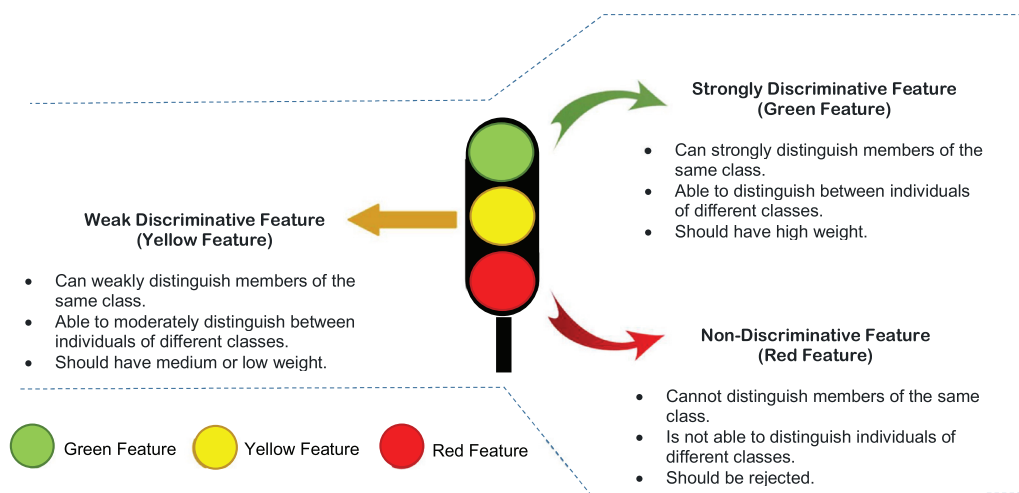 Strongly Discriminative Feature
(Green Feature)
• Can strongly distinguish members of the
same class.
• Able to distinguish between individuals
of different classes.
• Should have high weight.
Weak Discriminative Feature
(Yellow Feature)
• Can weakly distinguish members of the
same class.
• Able to moderately distinguish between
individuals of different classes.
• Should have medium or low weight.
Non-Discriminative Feature
(Red Feature)
• Cannot distinguish members of the same
class.
• Is not able to distinguish individuals of
different classes.
• Should be rejected.
Green Feature
Yellow Feature
Red Feature